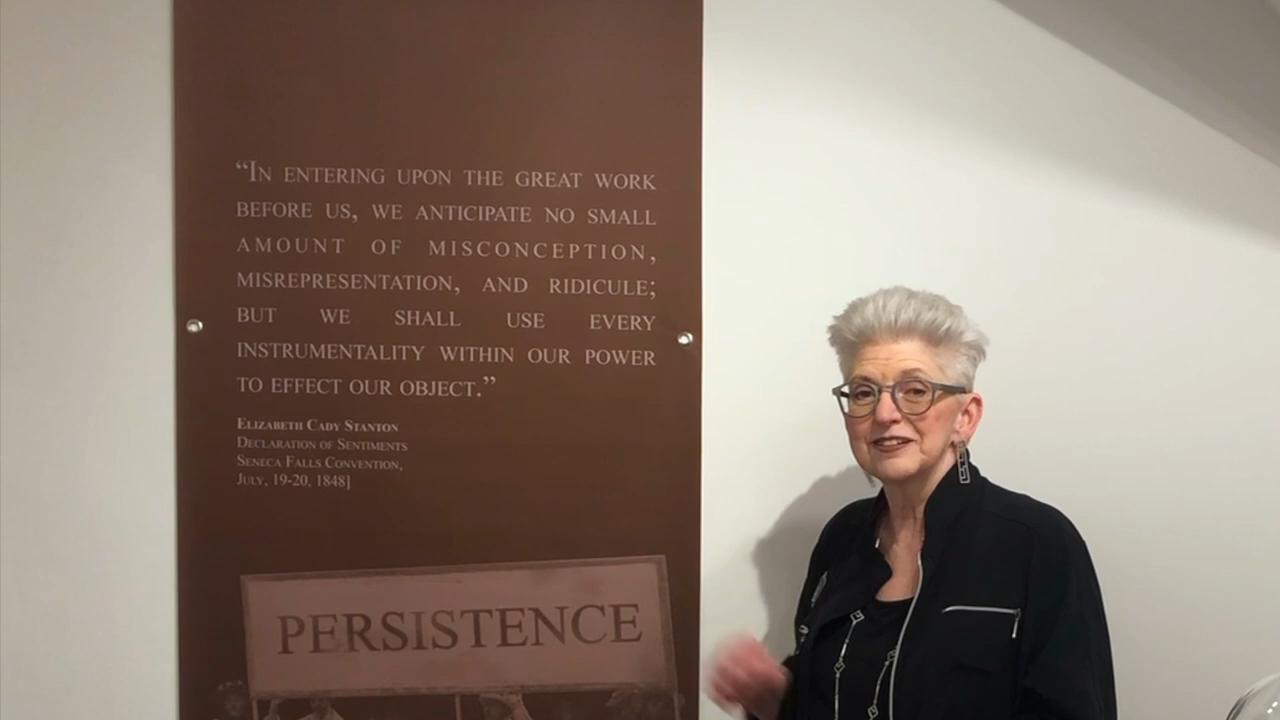 “In entering upon the great work
before us, we anticipate no small
amount of misconception,
misrepresentation, and ridicule;
but we shall use every
instrumentality within our power
to effect our object.”
Elizabeth Cady Stanton
Declaration of Sentiments
Seneca Falls Convention,
July, 19-20, 1848]
PERSISTENCE